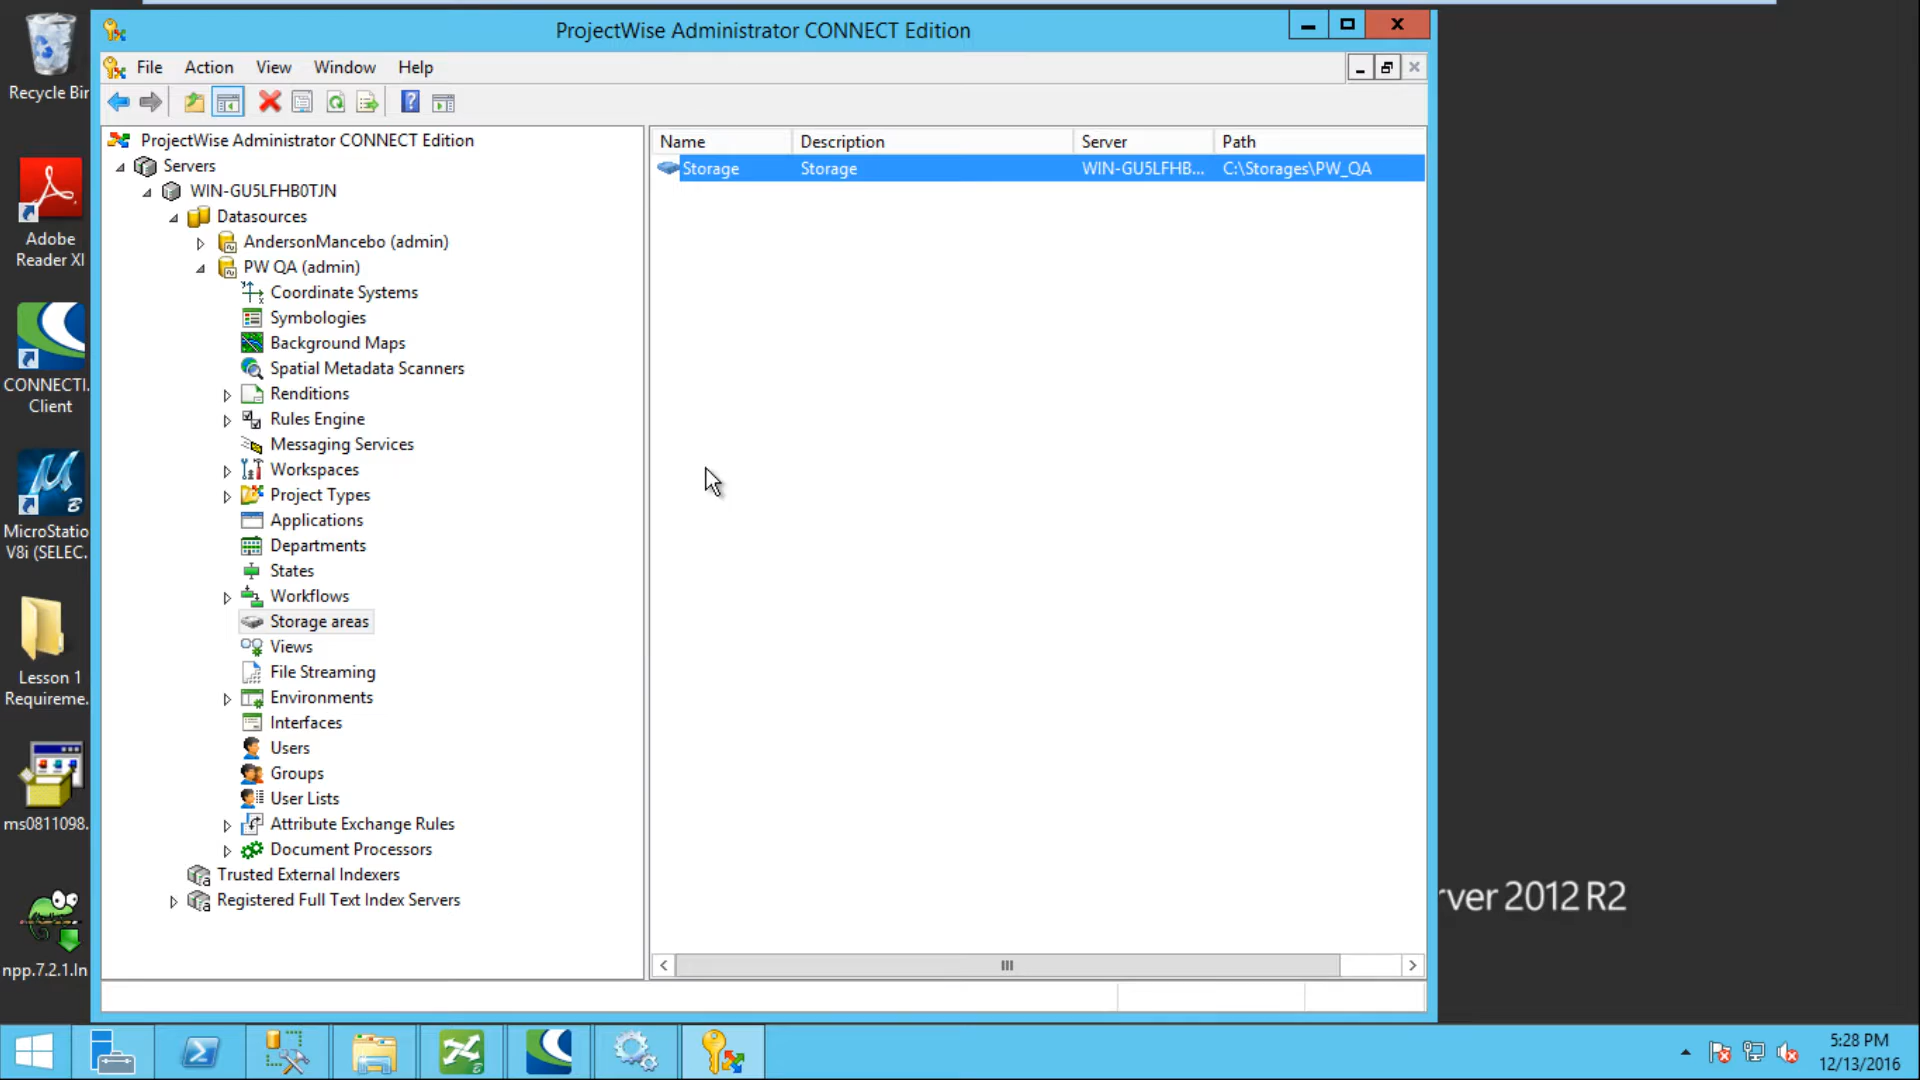 ProjectWise Administrator CONNECT Edition
File Action View Window Help
ProjectWise Administrator CONNECT Edition
Servers
WIN-GU5LFHB0TJN
Datasources
AndersonMancebo (admin)
PW QA (admin)
Coordinate Systems
Symbologies
Background Maps
Spatial Metadata Scanners
Renditions
Rules Engine
Messaging Services
Workspaces
Project Types
Applications
Departments
States
Workflows
Storage areas
Views
File Streaming
Environments
Interfaces
Users
Groups
User Lists
Attribute Exchange Rules
Document Processors
Trusted External Indexers
Registered Full Text Index Servers
Name Description Server Path
Storage Storage WIN-GU5LFHB... C:\Storages\PW_QA
Recycle Bin
Adobe
Reader XI
CONNECTI...
Client
MicroStatio
V8i (SELEC...
Lesson 1
Requireme...
ms0811098...
npp.7.2.1.In
rver 2012 R2
5:28 PM
12/13/2016